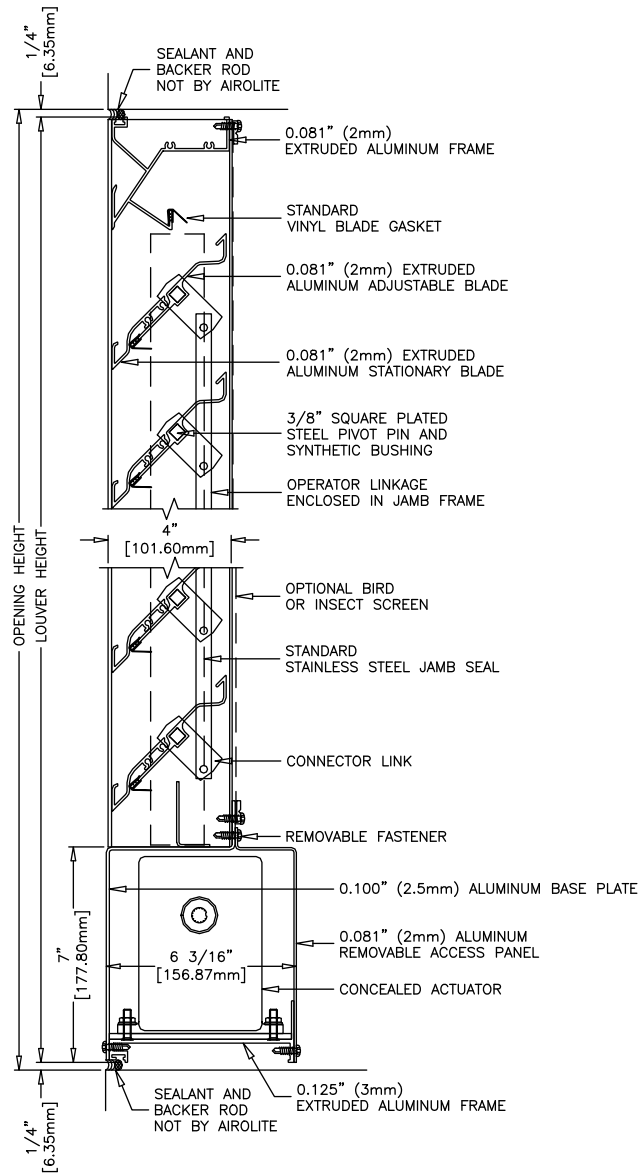 1/4"
[6.35mm]
SEALANT AND
BACKER ROD
NOT BY AIROLITE
0.081" (2mm)
EXTRUDED ALUMINUM FRAME
STANDARD
VINYL BLADE GASKET
0.081" (2mm) EXTRUDED
ALUMINUM ADJUSTABLE BLADE
0.081" (2mm) EXTRUDED
ALUMINUM STATIONARY BLADE
3/8" SQUARE PLATED
STEEL PIVOT PIN AND
SYNTHETIC BUSHING
OPERATOR LINKAGE
ENCLOSED IN JAMB FRAME
4"
[101.60mm]
OPENING HEIGHT
LOUVER HEIGHT
OPTIONAL BIRD
OR INSECT SCREEN
STANDARD
STAINLESS STEEL JAMB SEAL
CONNECTOR LINK
REMOVABLE FASTENER
0.100" (2.5mm) ALUMINUM BASE PLATE
0.081" (2mm) ALUMINUM
REMOVABLE ACCESS PANEL
7"
[177.80mm]
6 3/16"
[156.87mm]
CONCEALED ACTUATOR
0.125" (3mm)
EXTRUDED ALUMINUM FRAME
SEALANT AND
BACKER ROD
NOT BY AIROLITE
1/4"
[6.35mm]